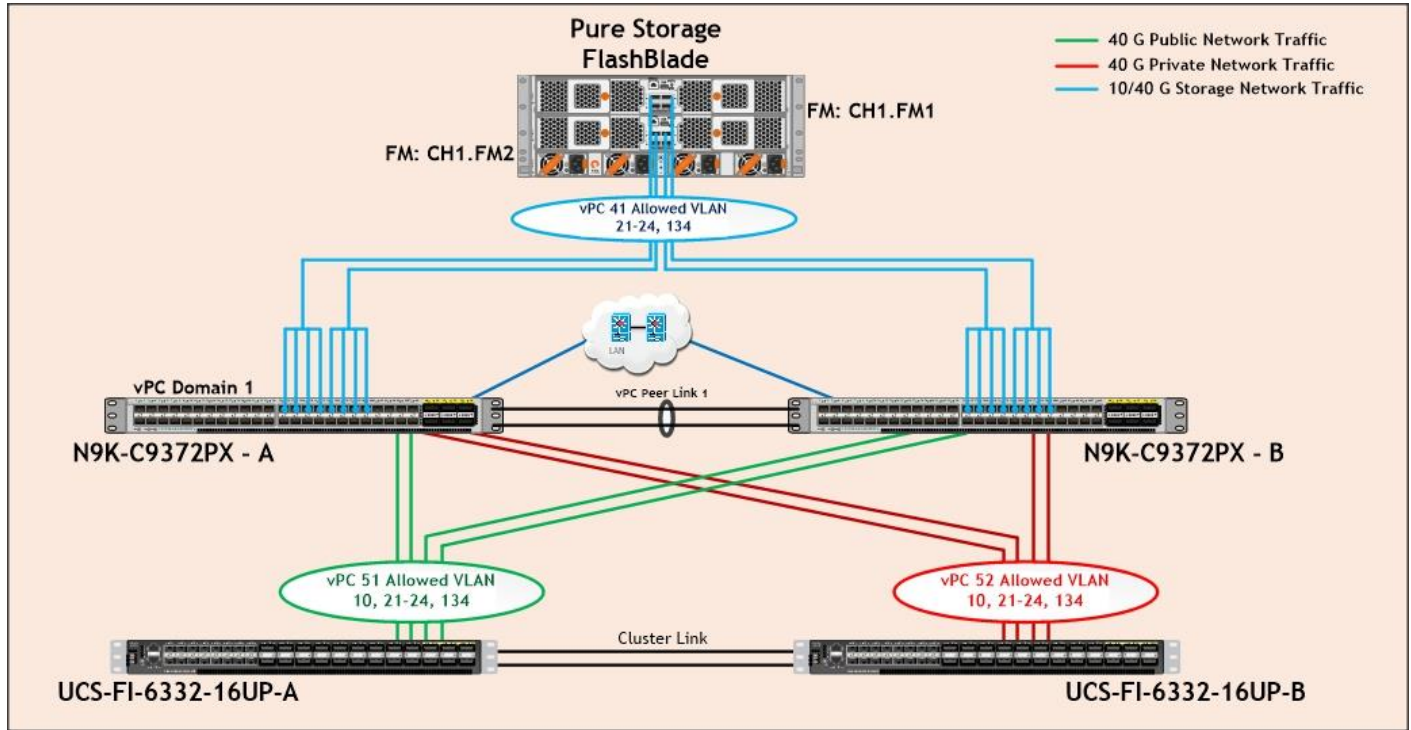 Pure Storage
FlashBlade
40 G Public Network Traffic
40 G Private Network Traffic
10/40 G Storage Network Traffic
FM: CH1.FM1
FM: CH1.FM2
vPC 41 Allowed VLAN
21-24, 134
LAN
vPC Domain 1
vPC Peer Link 1
N9K-C9372PX - A
N9K-C9372PX - B
vPC 51 Allowed VLAN
10, 21-24, 134
vPC 52 Allowed VLAN
10, 21-24, 134
Cluster Link
UCS-FI-6332-16UP-A
UCS-FI-6332-16UP-B